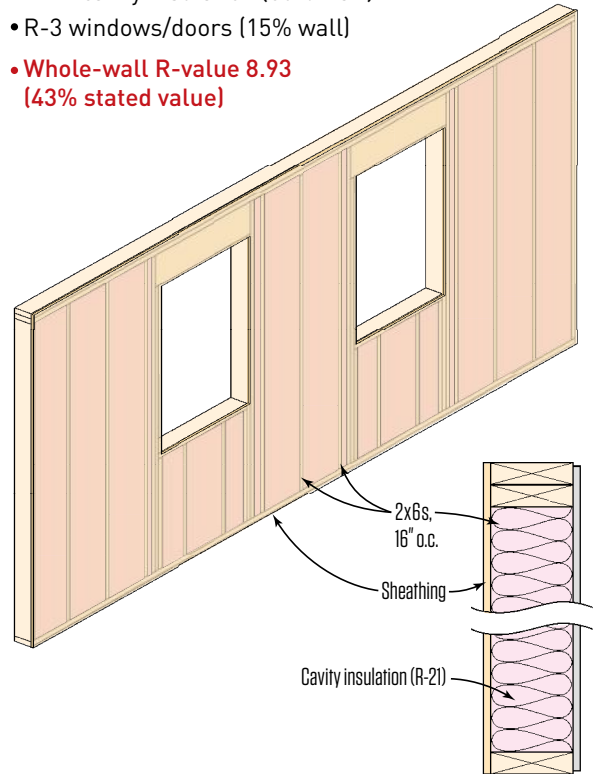 • R-3 windows/doors (15% wall)
• Whole-wall R-value 8.93
(43% stated value)
2x6s,
16" o.c.
Sheathing
Cavity insulation (R-21)